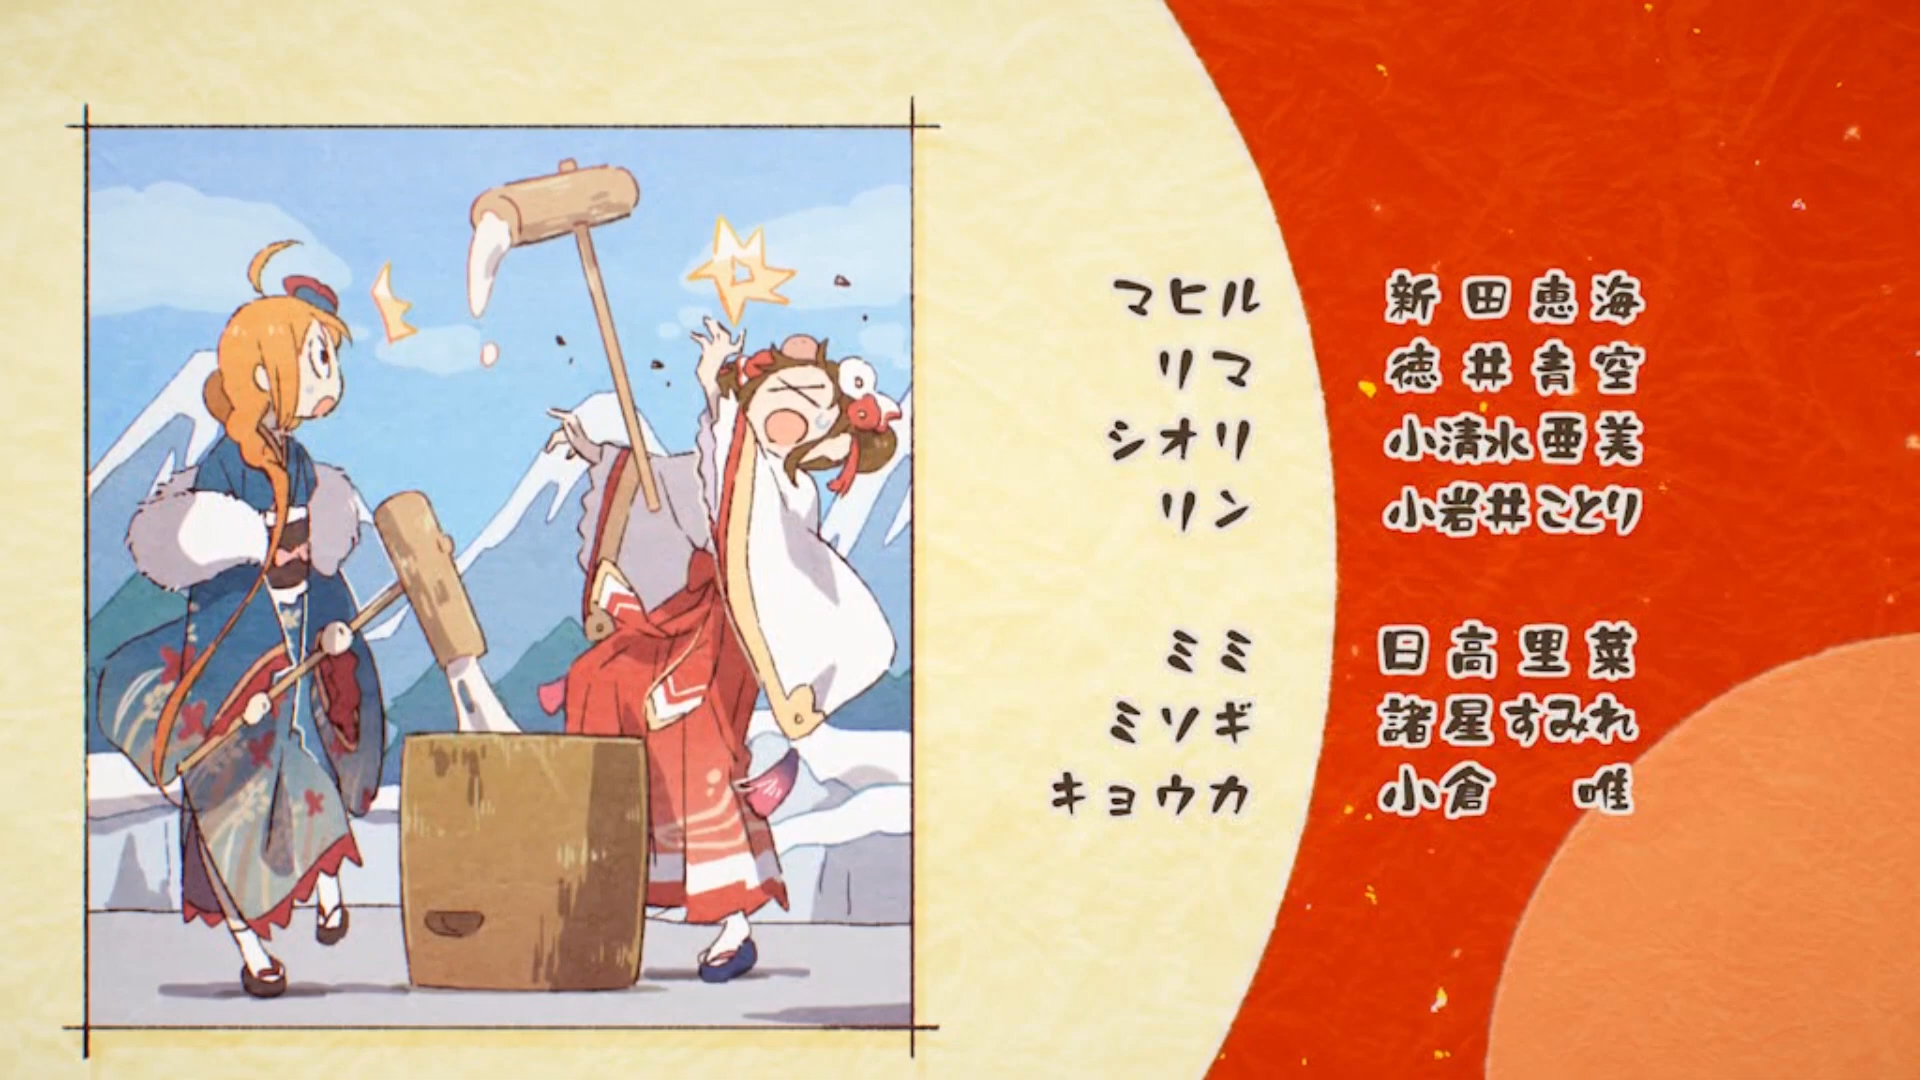 マヒル 新田恵海
リマ 徳井青空
シオリ 小清水亜美
リン 小岩井ことり
ミミ 日高里菜
ミソギ 諸星すみれ
キョウカ 小倉 唯